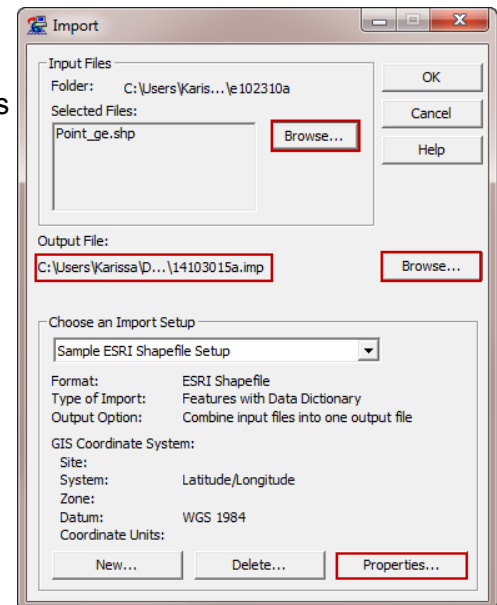 Import
Input Files
Folder: C:\Users\Karis...\e102310a
Selected Files:
Point_ge.shp
Browse...
OK
Cancel
Help
s
Output File:
C:\Users\Karissa\D...\14103015a.imp
Browse...
Choose an Import Setup
Sample ESRI Shapefile Setup
Format: ESRI Shapefile
Type of Import: Features with Data Dictionary
Output Option: Combine input files into one output file
GIS Coordinate System:
Site:
System: Latitude/Longitude
Zone:
Datum: WGS 1984
Coordinate Units:
New...
Delete...
Properties...